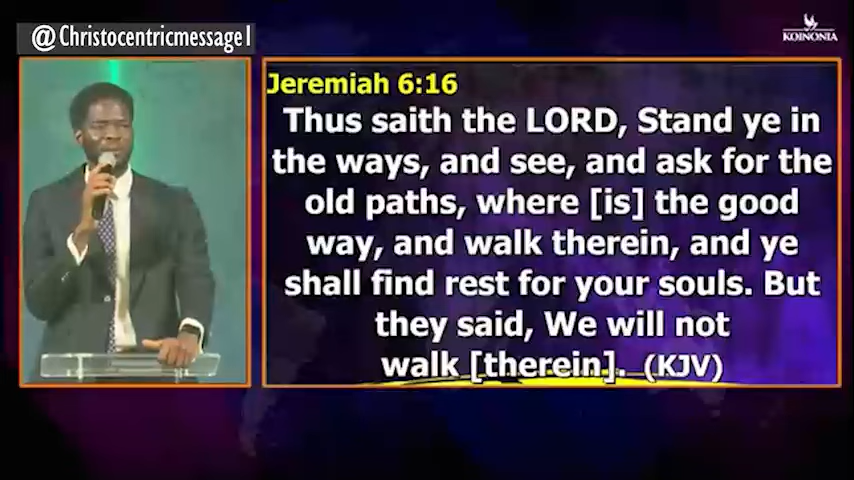 @Christocentricmessage1
KOINONIA
Jeremiah 6:16
Thus saith the LORD, Stand ye in
the ways, and see, and ask for the
old paths, where [is] the good
way, and walk therein, and ye
shall find rest for your souls. But
they said, We will not
walk [therein]. (KJV)